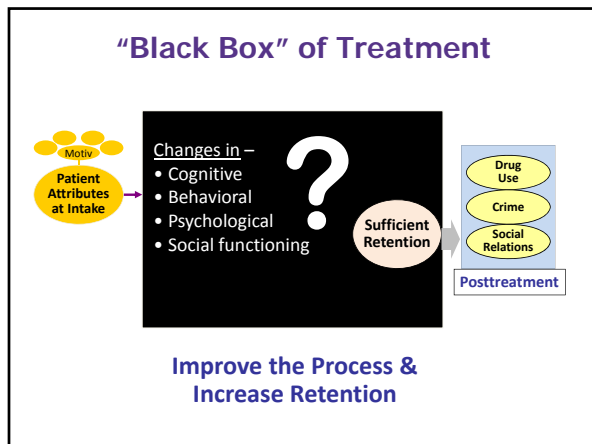 “Black Box” of Treatment
Motiv
Patient
Attributes
at Intake
Changes in –
• Cognitive
• Behavioral
• Psychological
• Social functioning
?
Sufficient
Retention
Drug
Use
Crime
Social
Relations
Posttreatment
Improve the Process &
Increase Retention